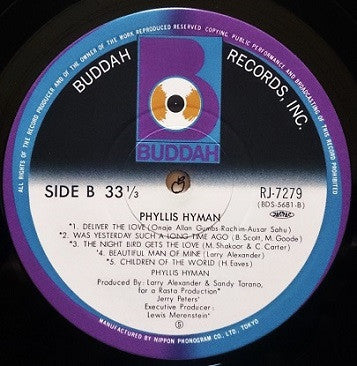 ALL RIGHTS OF THE RECORD PRODUCER AND OF THE OWNER OF THE WORK REPRODUCED RESERVED. COPYING, PUBLIC PERFORMANCE AND BROADCASTING OF THIS RECORD PROHIBITED
BUDDAH RECORDS, INC.
B
BUDDAH
SIDE B 33 1/3
RJ-7279
(BDS-5681-B)
PHYLLIS HYMAN
*1. DELIVER THE LOVE (Onaje Allan Gumbs-Rachim-Ausar Sahu)
*2. WAS YESTERDAY SUCH A LONG TIME AGO (B. Scott, M. Goode)
*3. THE NIGHT BIRD GETS THE LOVE (M. Shakoor & C. Carter)
4. BEAUTIFUL MAN OF MINE (Larry Alexander)
*5. CHILDREN OF THE WORLD (H Eaves)
PHYLLIS HYMAN
Produced By: Larry Alexander & Sandy Torano,
for a Rasta Production*
Jerry Peters*
Executive Producer:
Lewis Merenstein*
MANUFACTURED BY NIPPON PHONOGRAM CO., LTD., TOKYO